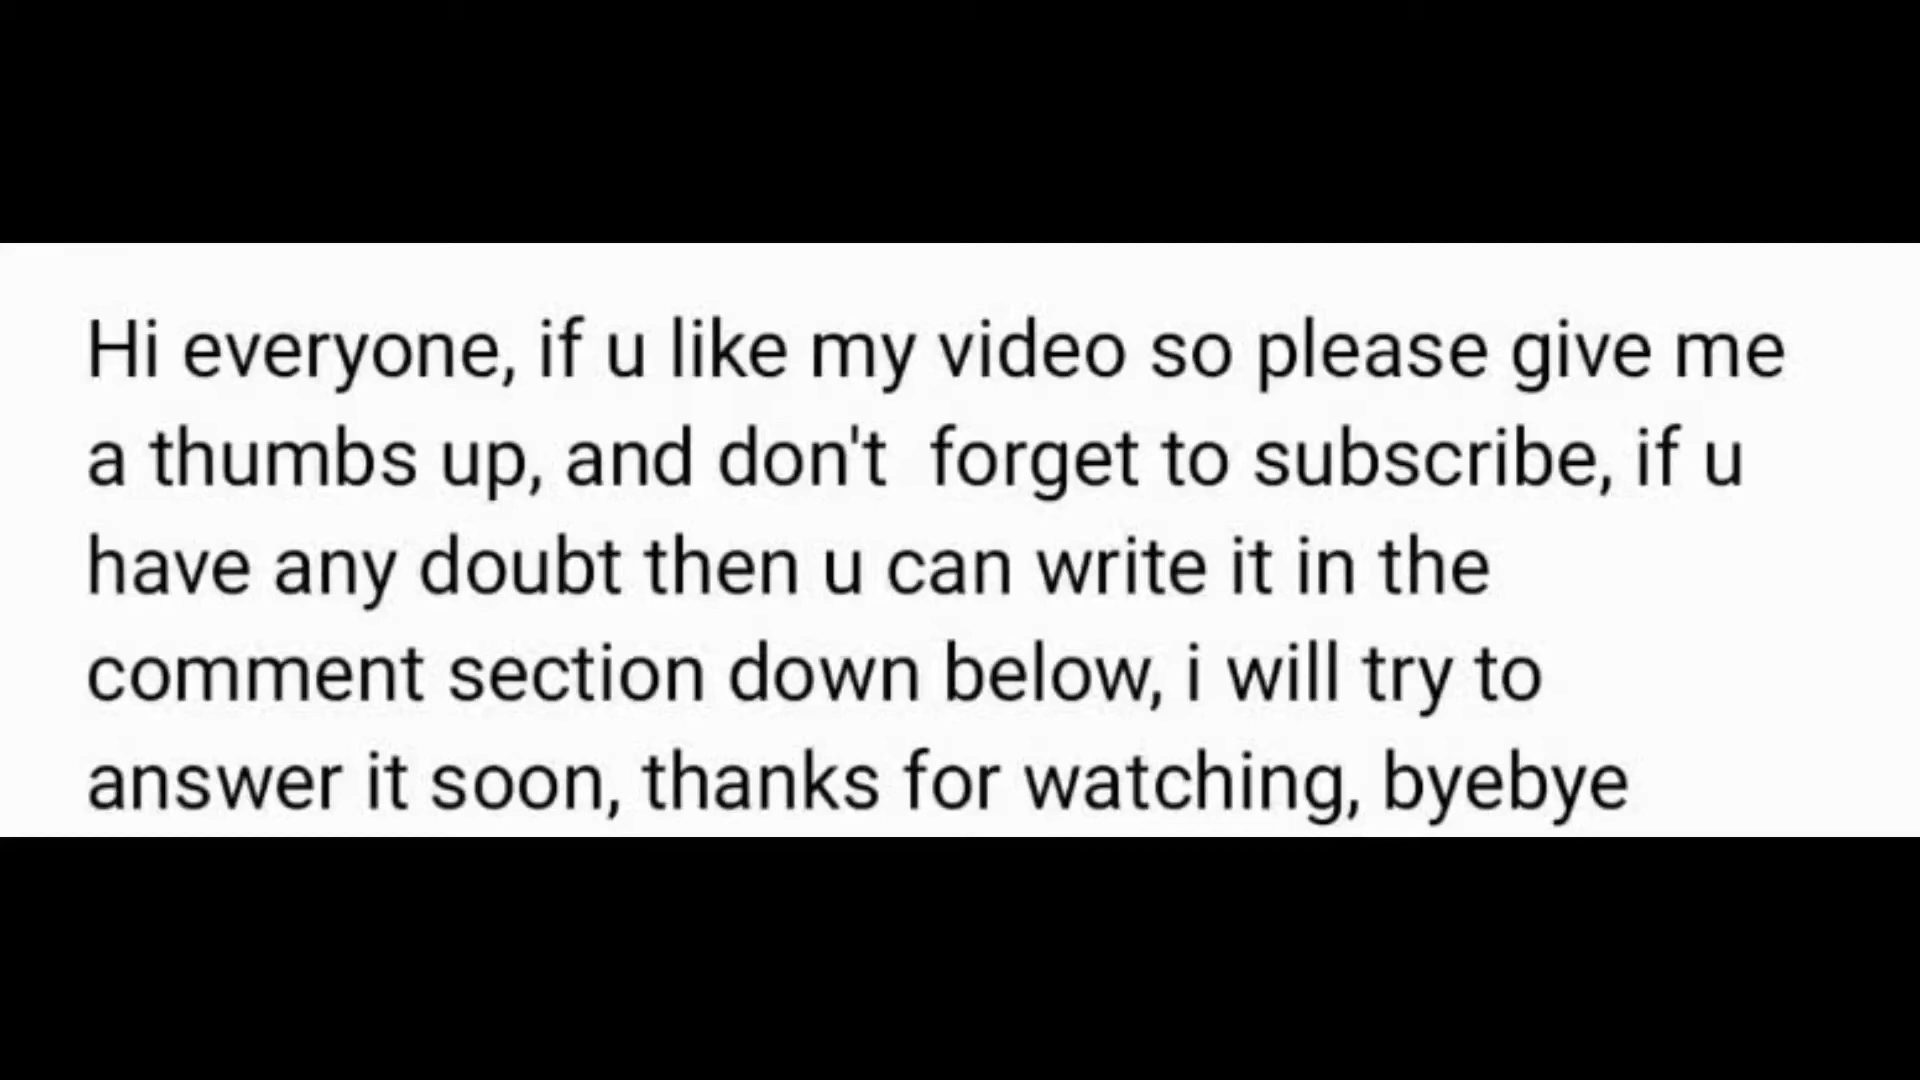 Hi everyone, if u like my video so please give me
a thumbs up, and don't  forget to subscribe, if u
have any doubt then u can write it in the
comment section down below, i will try to
answer it soon, thanks for watching, byebye